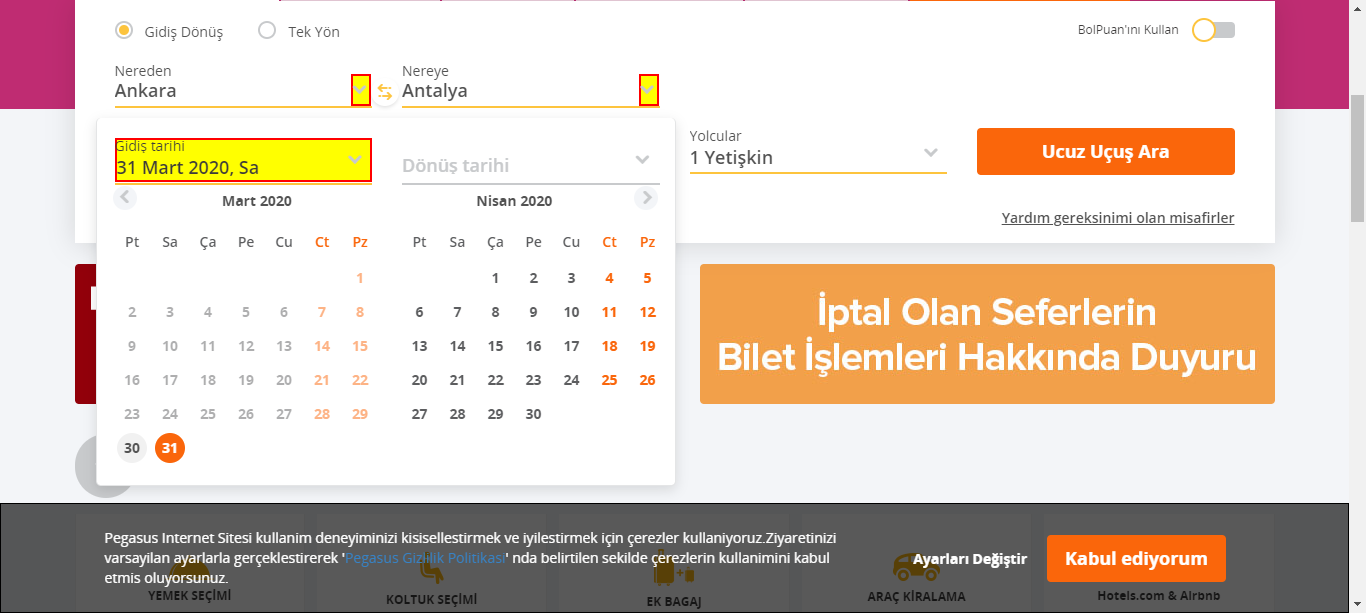 Gidiş Dönüş
Tek Yön
BolPuan'ını Kullan
Nereden
Ankara
Nereye
Antalya
Gidiş tarihi
31 Mart 2020, Sa
Dönüş tarihi
Yolcular
1 Yetişkin
Ucuz Uçuş Ara
Yardım gereksinimi olan misafirler
Mart 2020
Pt Sa Ça Pe Cu Ct Pz
1
2 3 4 5 6 7 8
9 10 11 12 13 14 15
16 17 18 19 20 21 22
23 24 25 26 27 28 29
30 31
Nisan 2020
Pt Sa Ça Pe Cu Ct Pz
1 2 3 4 5
6 7 8 9 10 11 12
13 14 15 16 17 18 19
20 21 22 23 24 25 26
27 28 29 30
İptal Olan Seferlerin
Bilet İşlemleri Hakkında Duyuru
Pegasus Internet Sitesi kullanim deneyiminizi kisisellestirmek ve iyilestirmek için çerezler kullaniyoruz.Ziyaretinizi
varsayilan ayarlarla gerçeklestirerek 'Pegasus Gizlilik Politikasi' nda belirtilen sekilde çerezlerin kullanimini kabul
etmis oluyorsunuz.
Ayarları Değiştir
Kabul ediyorum
YEMEK SEÇİMİ
KOLTUK SEÇİMİ
EK BAGAJ
ARAÇ KİRALAMA
Hotels.com & Airbnb